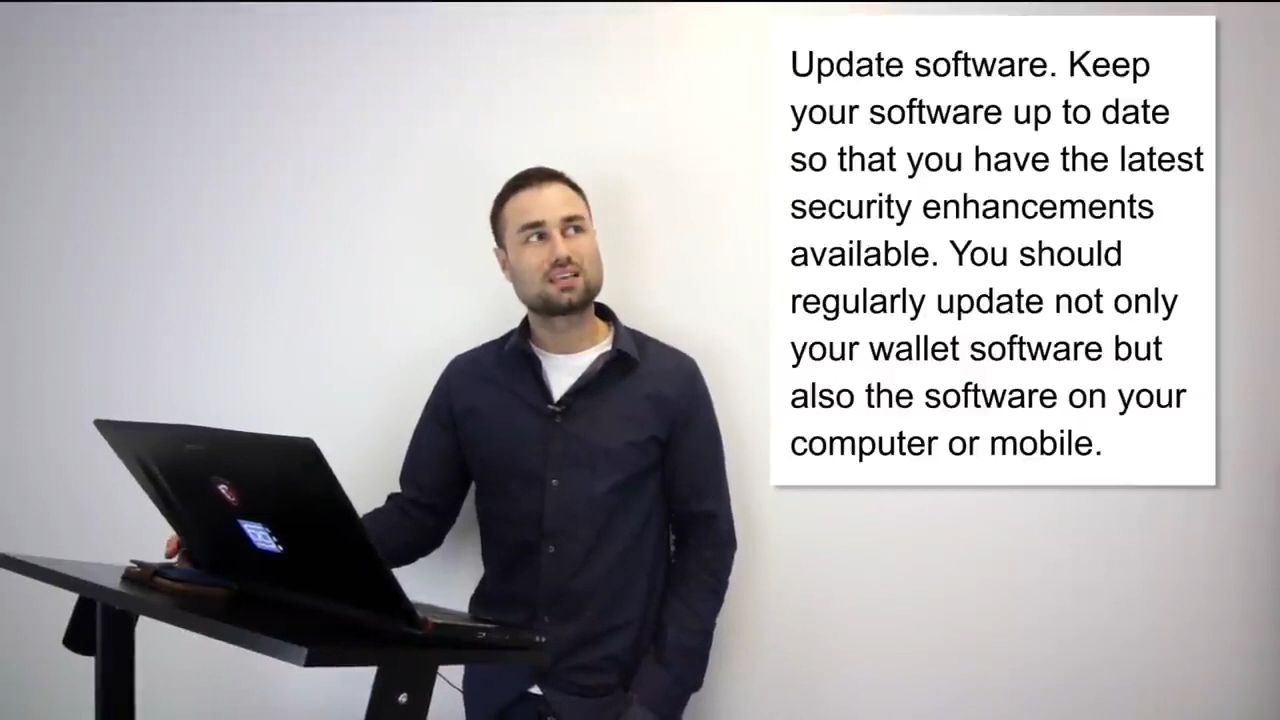 Update software. Keep
your software up to date
so that you have the latest
security enhancements
available. You should
regularly update not only
your wallet software but
also the software on your
computer or mobile.